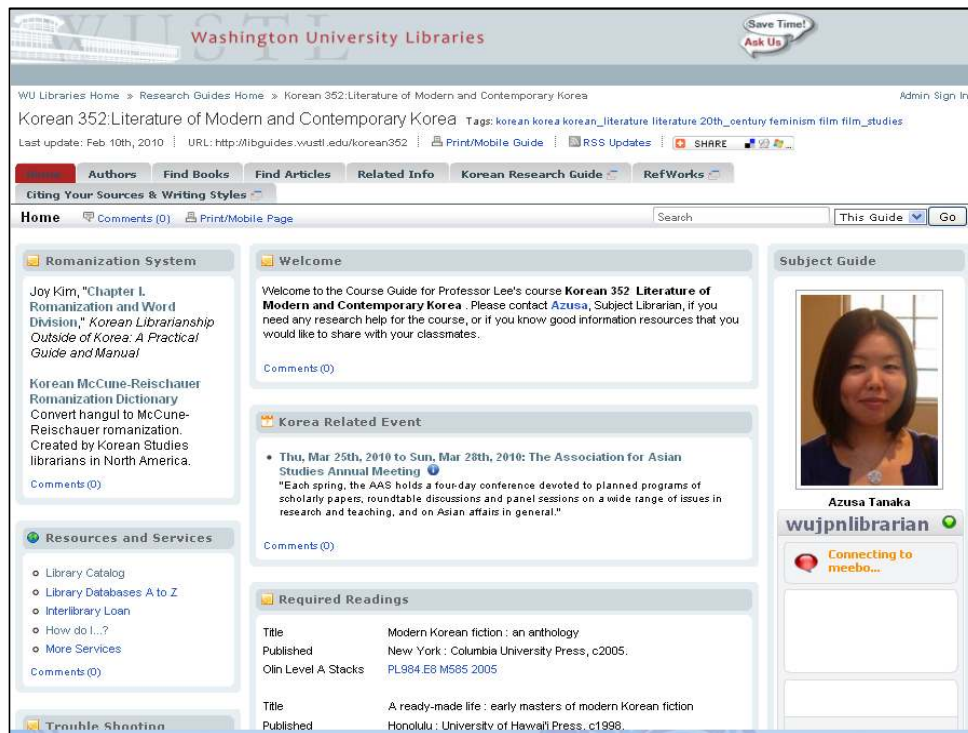 WUSTL
Washington University Libraries
Save Time!
Ask Us
WU Libraries Home » Research Guides Home » Korean 352:Literature of Modern and Contemporary Korea
Admin Sign In
Korean 352:Literature of Modern and Contemporary Korea Tags: korean korea korean_literature literature 20th_century feminism film film_studies
Last update: Feb 10th, 2010 URL: http://libguides.wustl.edu/korean352 Print/Mobile Guide RSS Updates SHARE
Home Authors Find Books Find Articles Related Info Korean Research Guide RefWorks
Citing Your Sources & Writing Styles
Home Comments (0) Print/Mobile Page Search This Guide Go
Romanization System
Joy Kim, "Chapter I.
Romanization and Word
Division," Korean Librarianship
Outside of Korea: A Practical
Guide and Manual
Korean McCune-Reischauer
Romanization Dictionary
Convert hangul to McCune-
Reischauer romanization.
Created by Korean Studies
librarians in North America.
Comments (0)
Resources and Services
Library Catalog
Library Databases A to Z
Interlibrary Loan
How do I...?
More Services
Comments (0)
Trouble Shooting
Welcome
Welcome to the Course Guide for Professor Lee's course Korean 352 Literature of
Modern and Contemporary Korea . Please contact Azusa, Subject Librarian, if you
need any research help for the course, or if you know good information resources that you
would like to share with your classmates.
Comments (0)
Korea Related Event
Thu, Mar 25th, 2010 to Sun, Mar 28th, 2010: The Association for Asian
Studies Annual Meeting
"Each spring, the AAS holds a four-day conference devoted to planned programs of
scholarly papers, roundtable discussions and panel sessions on a wide range of issues in
research and teaching, and on Asian affairs in general."
Comments (0)
Required Readings
Title Modern Korean fiction : an anthology
Published New York : Columbia University Press, c2005.
Olin Level A Stacks PL984.E8 M585 2005
Title A ready-made life : early masters of modern Korean fiction
Published Honolulu : University of Hawai'i Press, c1998.
Subject Guide
Azusa Tanaka
wujpnlibrarian
Connecting to
meebo...